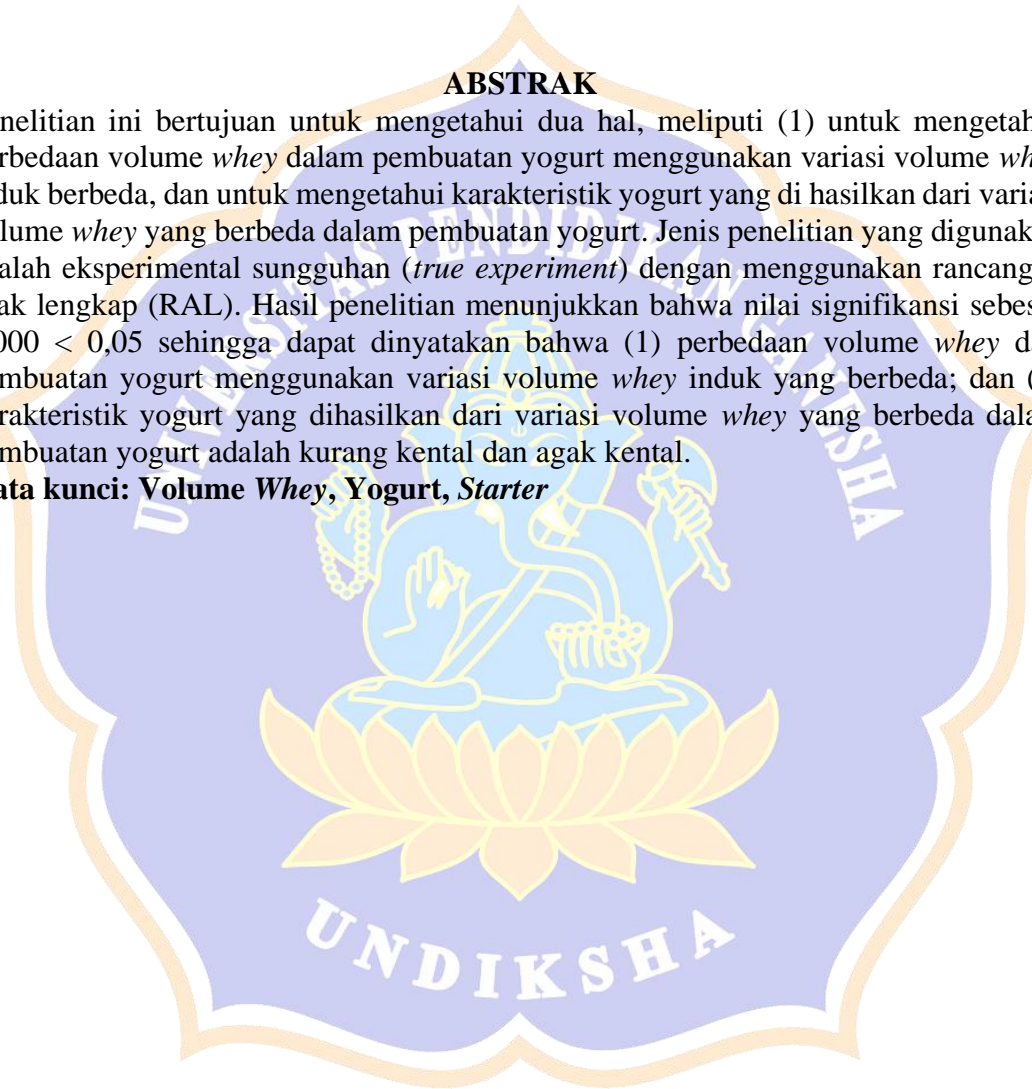 ABSTRAK
nelitian ini bertujuan untuk mengetahui dua hal, meliputi (1) untuk mengetah
rbedaan volume whey dalam pembuatan yogurt menggunakan variasi volume wh
duk berbeda, dan untuk mengetahui karakteristik yogurt yang di hasilkan dari varia
lume whey yang berbeda dalam pembuatan yogurt. Jenis penelitian yang digunak
alah eksperimental sungguhan (true experiment) dengan menggunakan rancang
ak lengkap (RAL). Hasil penelitian menunjukkan bahwa nilai signifikansi sebes
000 < 0,05 sehingga dapat dinyatakan bahwa (1) perbedaan volume whey da
mbuatan yogurt menggunakan variasi volume whey induk yang berbeda; dan (
rakteristik yogurt yang dihasilkan dari variasi volume whey yang berbeda dala
mbuatan yogurt adalah kurang kental dan agak kental.
ata kunci: Volume Whey, Yogurt, Starter
UNIVERSITAS PENDIDIKAN GANESHA
UNDIKSHA